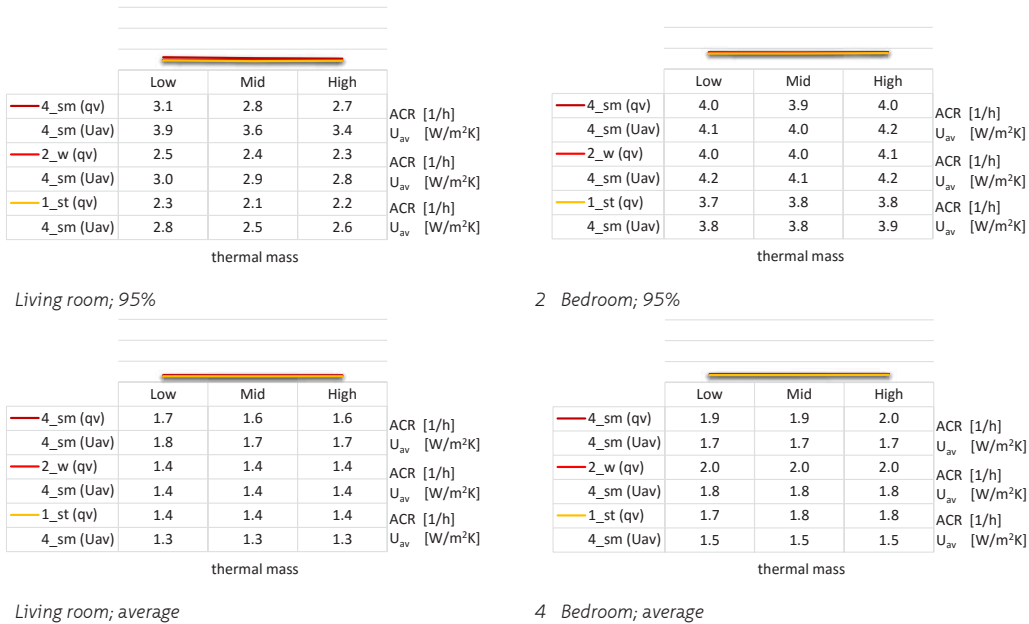 Low Mid High
4_sm (qv) 3.1 2.8 2.7 ACR [1/h]
4_sm (Uav) 3.9 3.6 3.4 Uav [W/m²K]
2_w (qv) 2.5 2.4 2.3 ACR [1/h]
4_sm (Uav) 3.0 2.9 2.8 Uav [W/m²K]
1_st (qv) 2.3 2.1 2.2 ACR [1/h]
4_sm (Uav) 2.8 2.5 2.6 Uav [W/m²K]
thermal mass
Living room; 95%
Low Mid High
4_sm (qv) 4.0 3.9 4.0 ACR [1/h]
4_sm (Uav) 4.1 4.0 4.2 Uav [W/m²K]
2_w (qv) 4.0 4.0 4.1 ACR [1/h]
4_sm (Uav) 4.2 4.1 4.2 Uav [W/m²K]
1_st (qv) 3.7 3.8 3.8 ACR [1/h]
4_sm (Uav) 3.8 3.8 3.9 Uav [W/m²K]
thermal mass
2 Bedroom; 95%
Low Mid High
4_sm (qv) 1.7 1.6 1.6 ACR [1/h]
4_sm (Uav) 1.8 1.7 1.7 Uav [W/m²K]
2_w (qv) 1.4 1.4 1.4 ACR [1/h]
4_sm (Uav) 1.4 1.4 1.4 Uav [W/m²K]
1_st (qv) 1.4 1.4 1.4 ACR [1/h]
4_sm (Uav) 1.3 1.3 1.3 Uav [W/m²K]
thermal mass
Living room; average
Low Mid High
4_sm (qv) 1.9 1.9 2.0 ACR [1/h]
4_sm (Uav) 1.7 1.7 1.7 Uav [W/m²K]
2_w (qv) 2.0 2.0 2.0 ACR [1/h]
4_sm (Uav) 1.8 1.8 1.8 Uav [W/m²K]
1_st (qv) 1.7 1.8 1.8 ACR [1/h]
4_sm (Uav) 1.5 1.5 1.5 Uav [W/m²K]
thermal mass
4 Bedroom; average